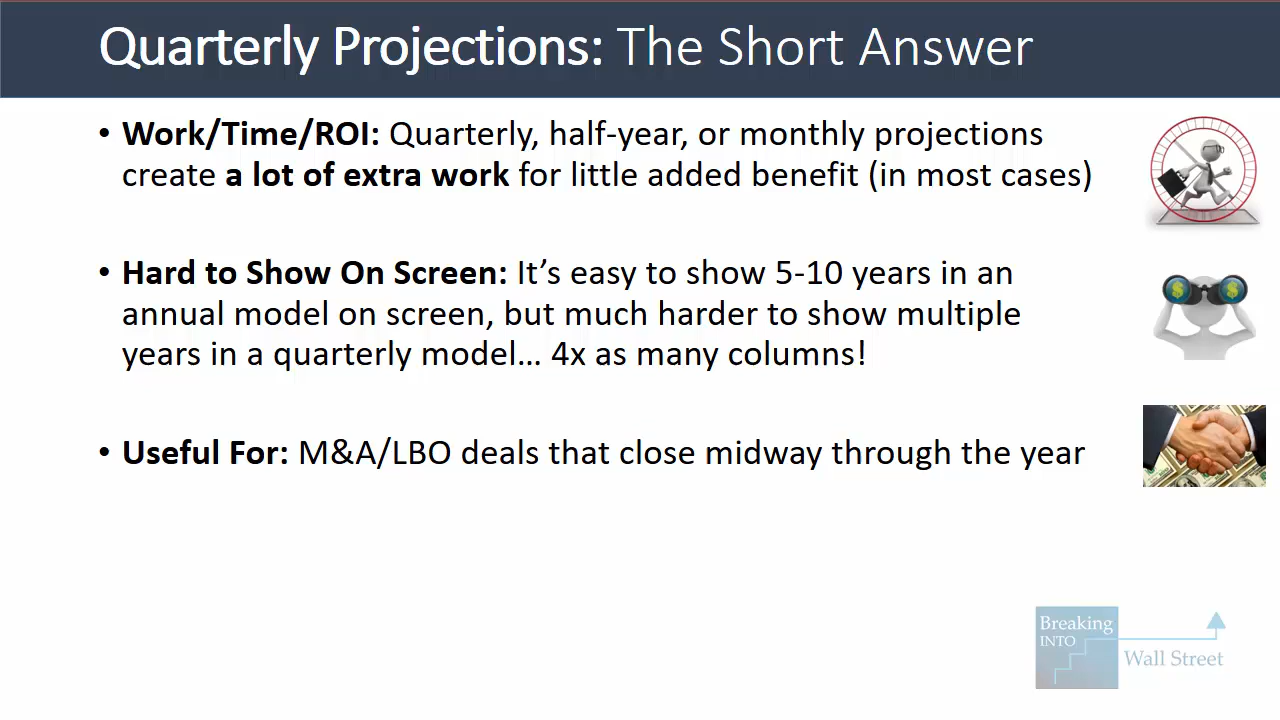 Quarterly Projections: The Short Answer
• Work/Time/ROI: Quarterly, half-year, or monthly projections
create a lot of extra work for little added benefit (in most cases)
• Hard to Show On Screen: It’s easy to show 5-10 years in an
annual model on screen, but much harder to show multiple
years in a quarterly model... 4x as many columns!
• Useful For: M&A/LBO deals that close midway through the year
Breaking
INTO
Wall Street